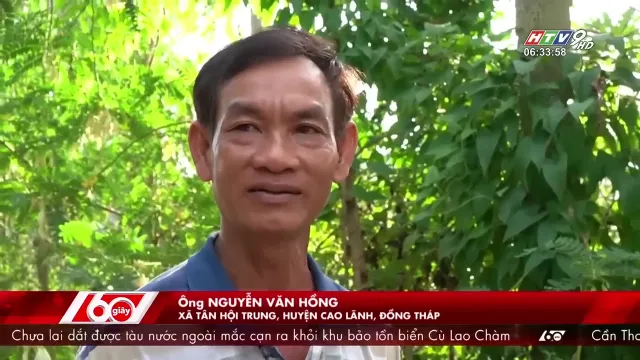 HTV9 HD
06:33:58
Ông NGUYỄN VĂN HỒNG
XÃ TÂN HỘI TRUNG, HUYỆN CAO LÃNH, ĐỒNG THÁP
60 giây
Chưa lai dắt được tàu nước ngoài mắc cạn ra khỏi khu bảo tồn biển Cù Lao Chàm 60 Cần Thơ